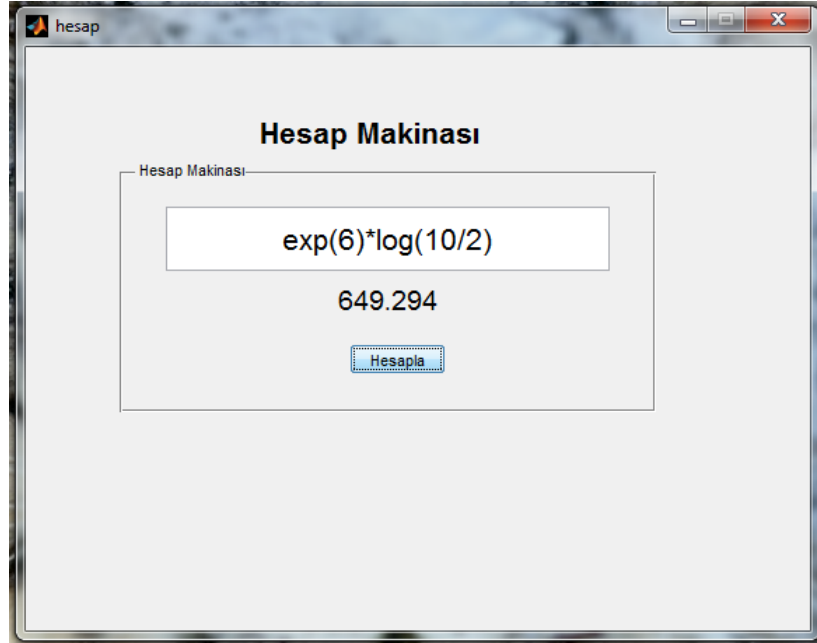 hesap
Hesap Makinası
Hesap Makinası
exp(6)*log(10/2)
649.294
Hesapla